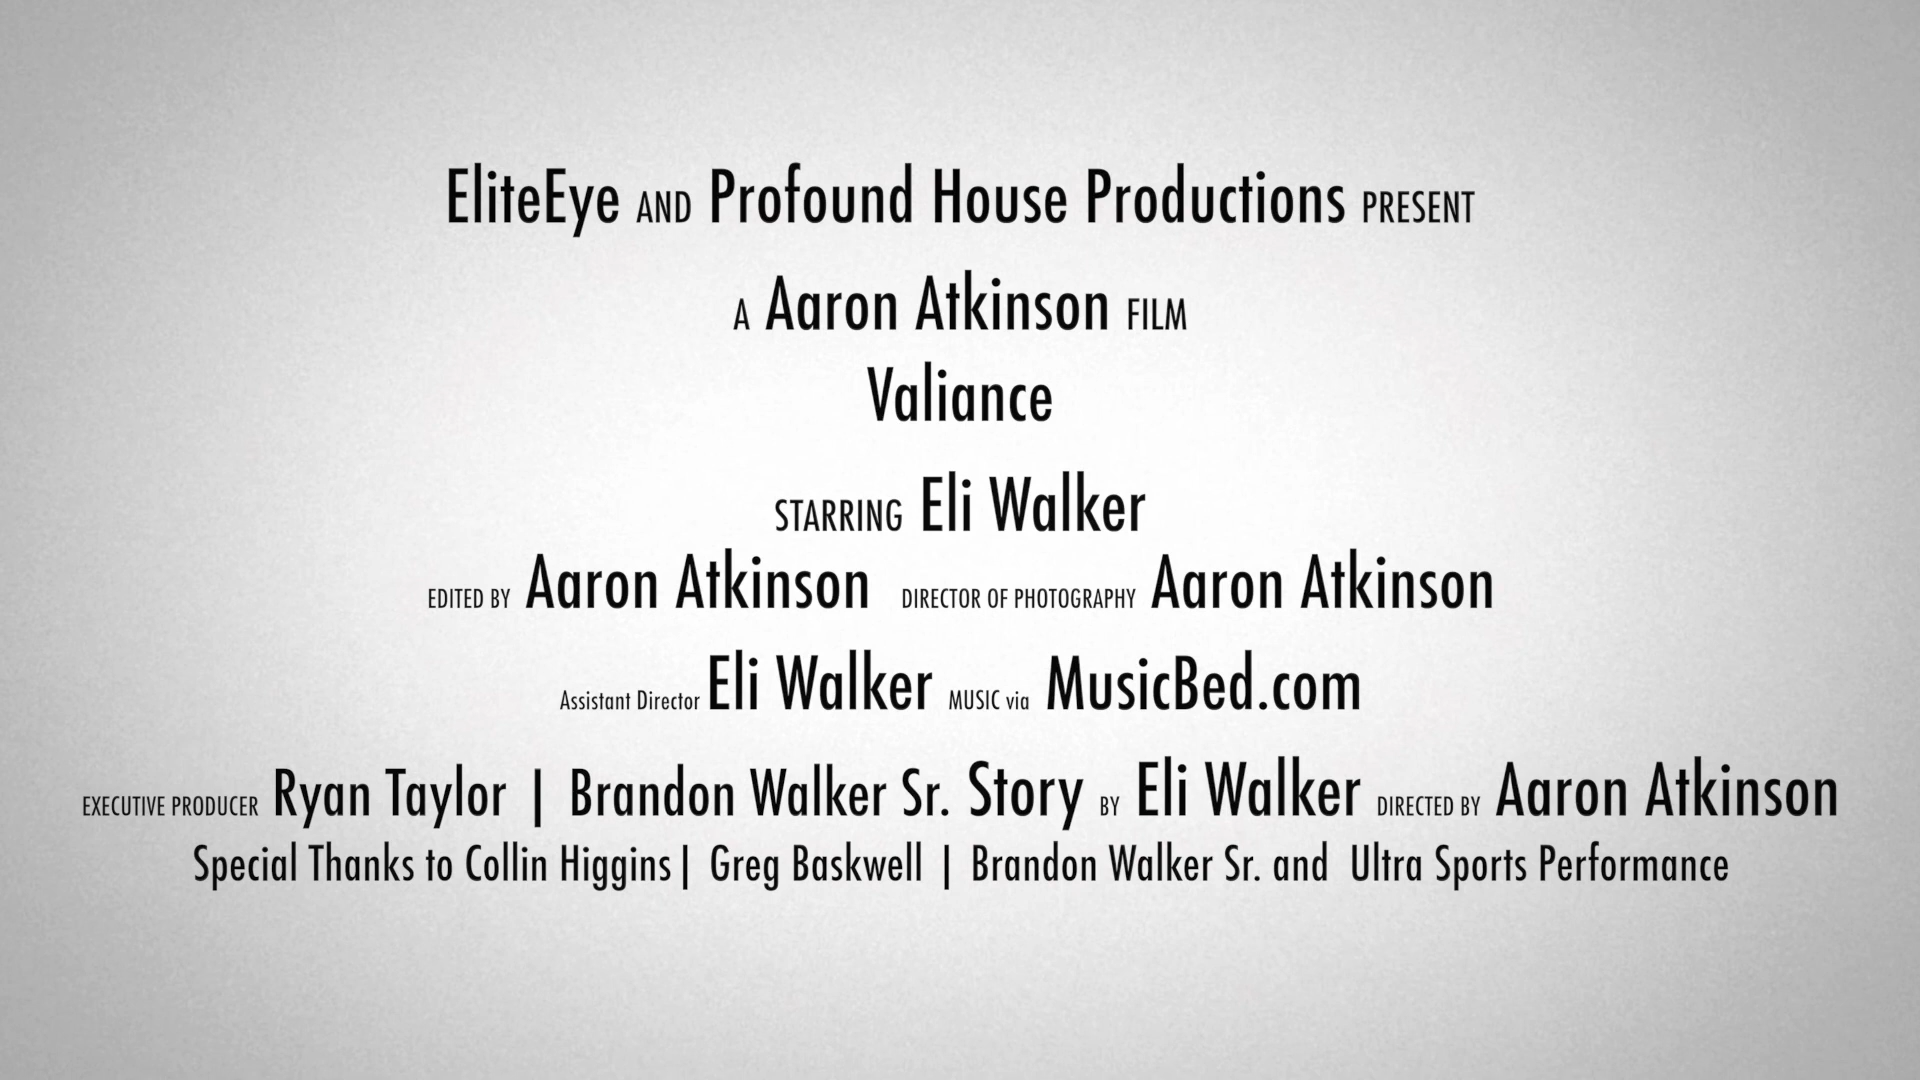 EliteEye AND Profound House Productions PRESENT
A Aaron Atkinson FILM
Valiance
STARRING Eli Walker
EDITED BY Aaron Atkinson DIRECTOR OF PHOTOGRAPHY Aaron Atkinson
Assistant Director Eli Walker MUSIC via MusicBed.com
EXECUTIVE PRODUCER Ryan Taylor | Brandon Walker Sr. Story BY Eli Walker DIRECTED BY Aaron Atkinson
Special Thanks to Collin Higgins| Greg Baskwell | Brandon Walker Sr. and Ultra Sports Performance